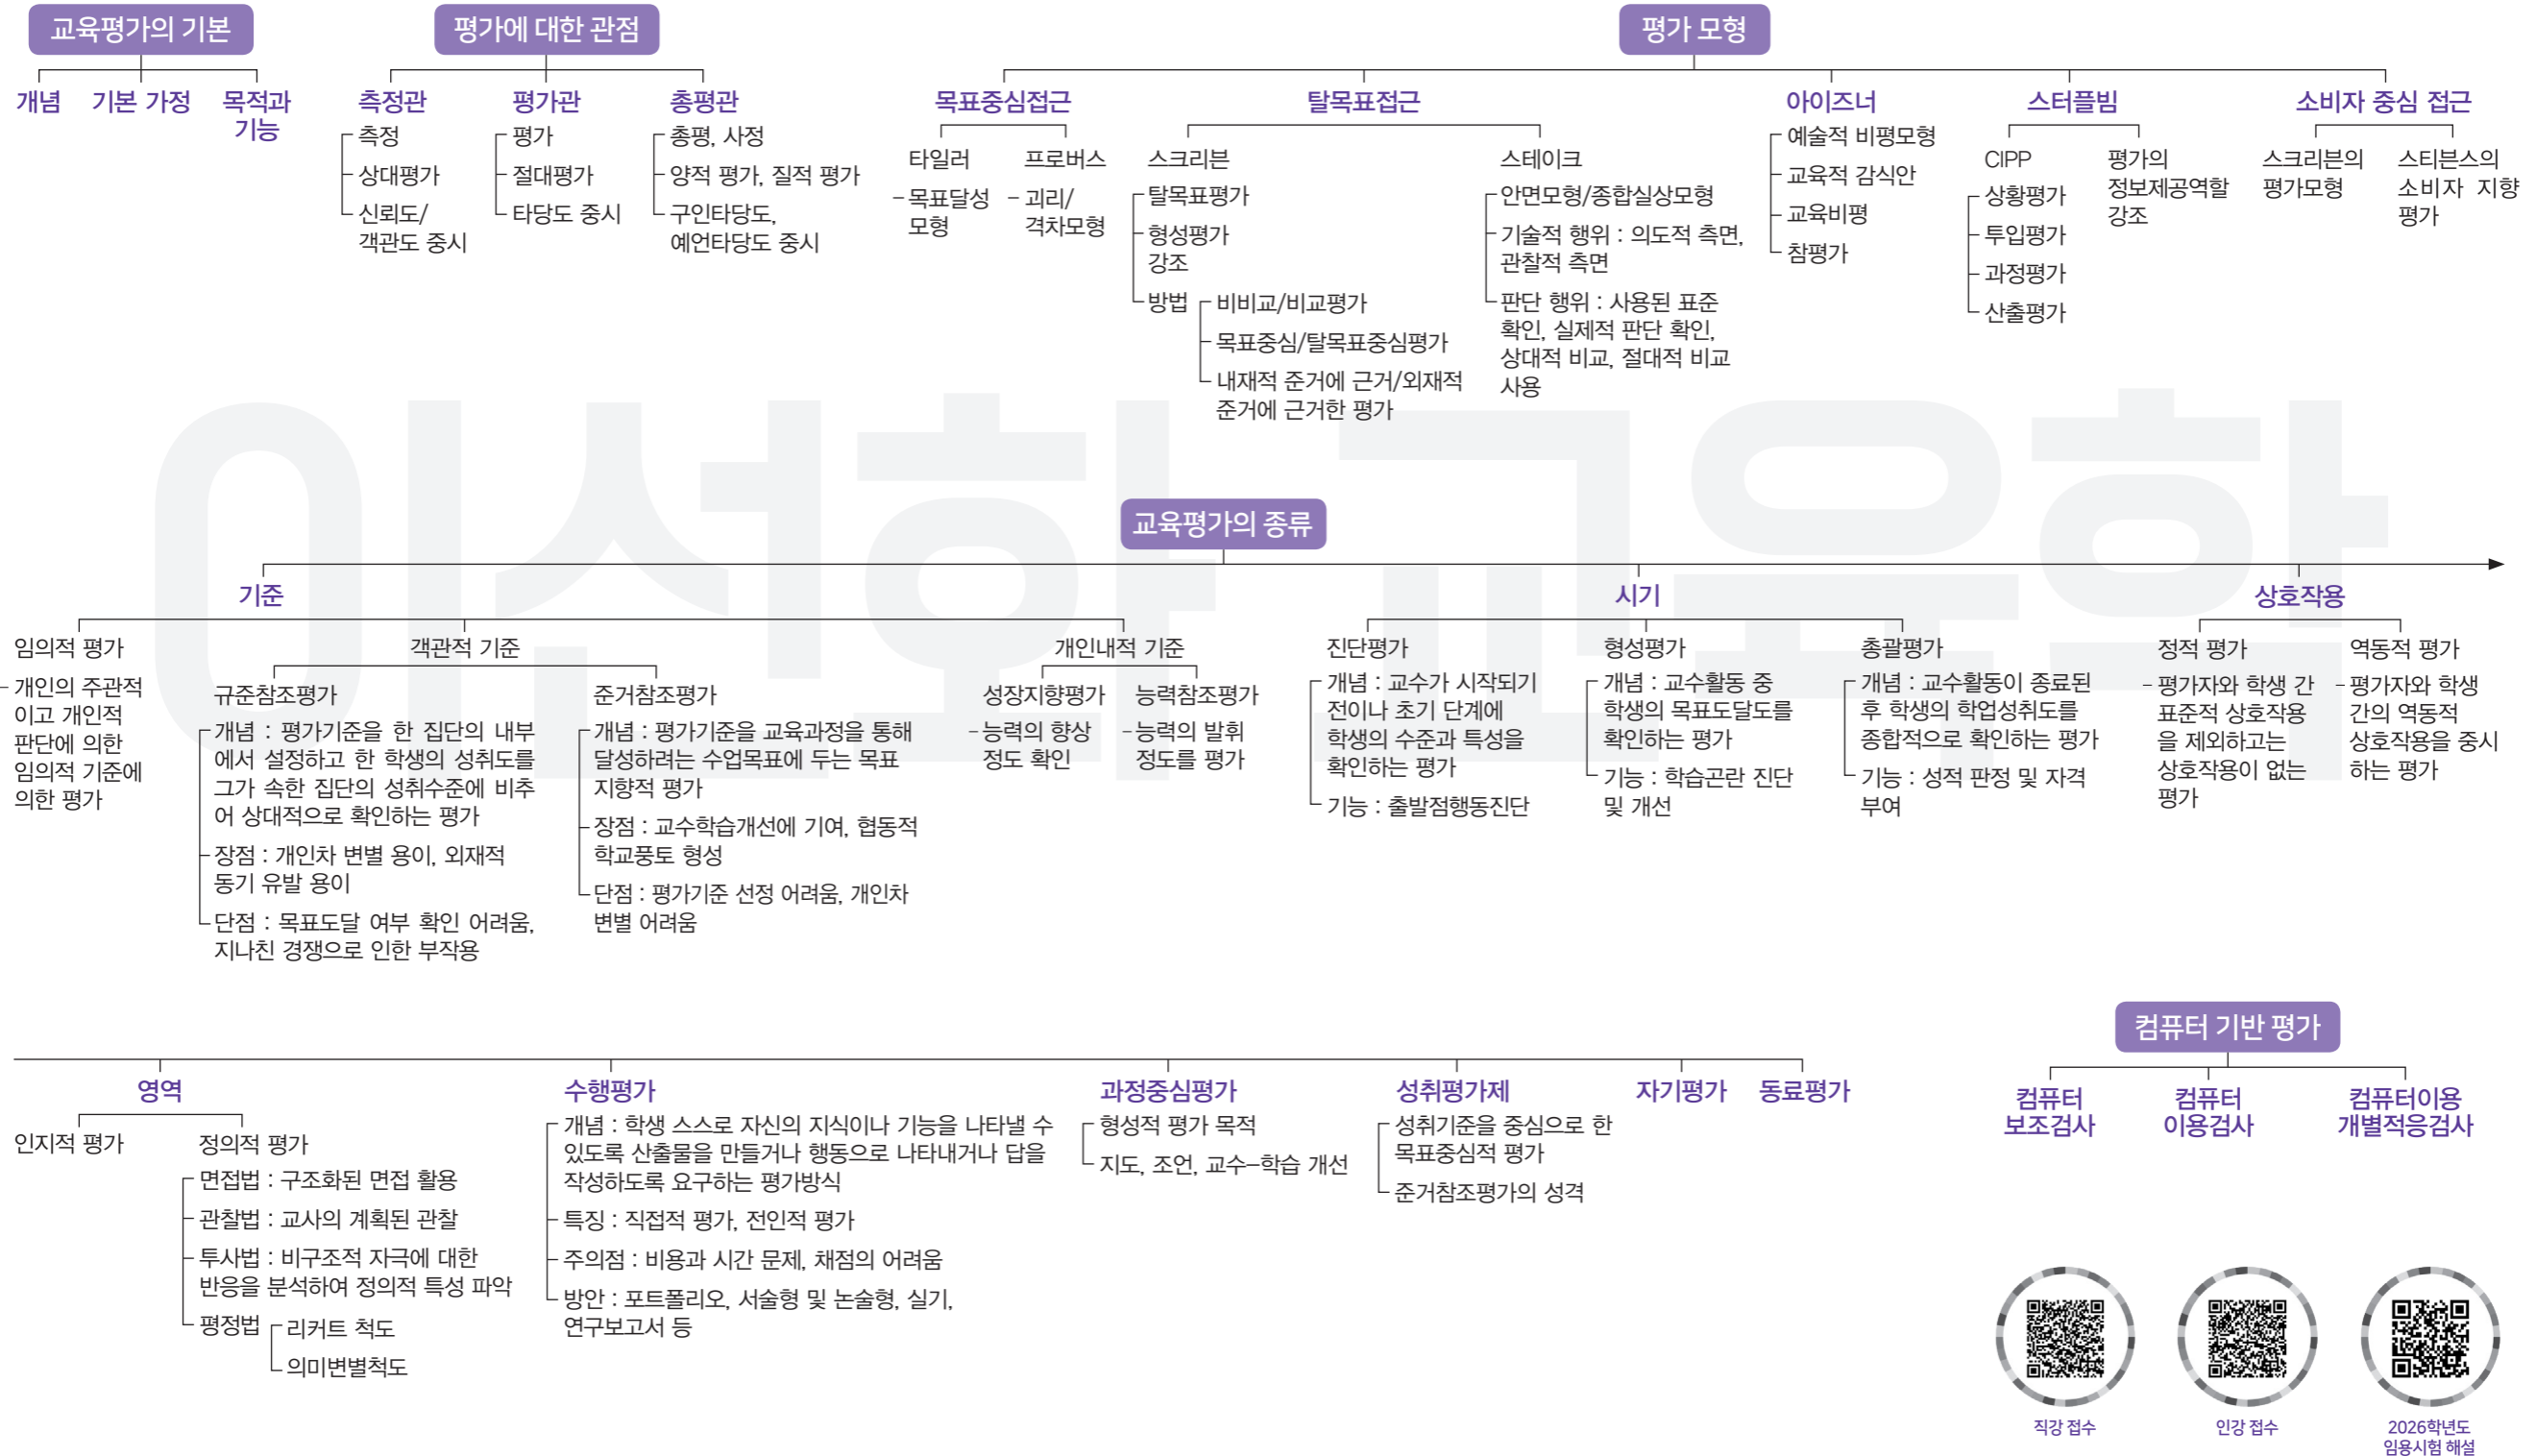 교육평가의 기본
개념
기본 가정
목적과
기능
평가에 대한 관점
측정관
측정
상대평가
신뢰도/
객관도 중시
평가관
평가
절대평가
타당도 중시
총평관
총평, 사정
양적 평가, 질적 평가
구인타당도,
예언타당도 중시
평가 모형
목표중심접근
타일러
목표달성
모형
프로버스
괴리/
격차모형
탈목표접근
스크리븐
탈목표평가
형성평가
강조
방법
비비교/비교평가
목표중심/탈목표중심평가
내재적 준거에 근거/외재적
준거에 근거한 평가
스테이크
안면모형/종합실상모형
기술적 행위 : 의도적 측면,
관찰적 측면
판단 행위 : 사용된 표준
확인, 실제적 판단 확인,
상대적 비교, 절대적 비교
사용
아이즈너
예술적 비평모형
교육적 감식안
교육비평
참평가
스터플빔
CIPP
상황평가
투입평가
과정평가
산출평가
평가의
정보제공역할
강조
소비자 중심 접근
스크리븐의
평가모형
스티븐스의
소비자 지향
평가
이선화 교육학
교육평가의 종류
기준
임의적 평가
개인의 주관적
이고 개인적
판단에 의한
임의적 기준에
의한 평가
객관적 기준
규준참조평가
개념 : 평가기준을 한 집단의 내부
에서 설정하고 한 학생의 성취도를
그가 속한 집단의 성취수준에 비추
어 상대적으로 확인하는 평가
장점 : 개인차 변별 용이, 외재적
동기 유발 용이
단점 : 목표도달 여부 확인 어려움,
지나친 경쟁으로 인한 부작용
준거참조평가
개념 : 평가기준을 교육과정을 통해
달성하려는 수업목표에 두는 목표
지향적 평가
장점 : 교수학습개선에 기여, 협동적
학교풍토 형성
단점 : 평가기준 선정 어려움, 개인차
변별 어려움
개인내적 기준
성장지향평가
능력의 향상
정도 확인
능력참조평가
능력의 발휘
정도를 평가
시기
진단평가
개념 : 교수가 시작되기
전이나 초기 단계에
학생의 수준과 특성을
확인하는 평가
기능 : 출발점행동진단
형성평가
개념 : 교수활동 중
학생의 목표도달도를
확인하는 평가
기능 : 학습곤란 진단
및 개선
총괄평가
개념 : 교수활동이 종료된
후 학생의 학업성취도를
종합적으로 확인하는 평가
기능 : 성적 판정 및 자격
부여
상호작용
정적 평가
평가자와 학생 간
표준적 상호작용
을 제외하고는
상호작용이 없는
평가
역동적 평가
평가자와 학생
간의 역동적
상호작용을 중시
하는 평가
영역
인지적 평가
정의적 평가
면접법 : 구조화된 면접 활용
관찰법 : 교사의 계획된 관찰
투사법 : 비구조적 자극에 대한
반응을 분석하여 정의적 특성 파악
평정법
리커트 척도
의미변별척도
수행평가
개념 : 학생 스스로 자신의 지식이나 기능을 나타낼 수
있도록 산출물을 만들거나 행동으로 나타내거나 답을
작성하도록 요구하는 평가방식
특징 : 직접적 평가, 전인적 평가
주의점 : 비용과 시간 문제, 채점의 어려움
방안 : 포트폴리오, 서술형 및 논술형, 실기,
연구보고서 등
과정중심평가
형성적 평가 목적
지도, 조언, 교수-학습 개선
성취평가제
성취기준을 중심으로 한
목표중심적 평가
준거참조평가의 성격
자기평가
동료평가
컴퓨터 기반 평가
컴퓨터
보조검사
컴퓨터
이용검사
컴퓨터이용
개별적응검사
직강 접수
인강 접수
2026학년도
임용시험 해설